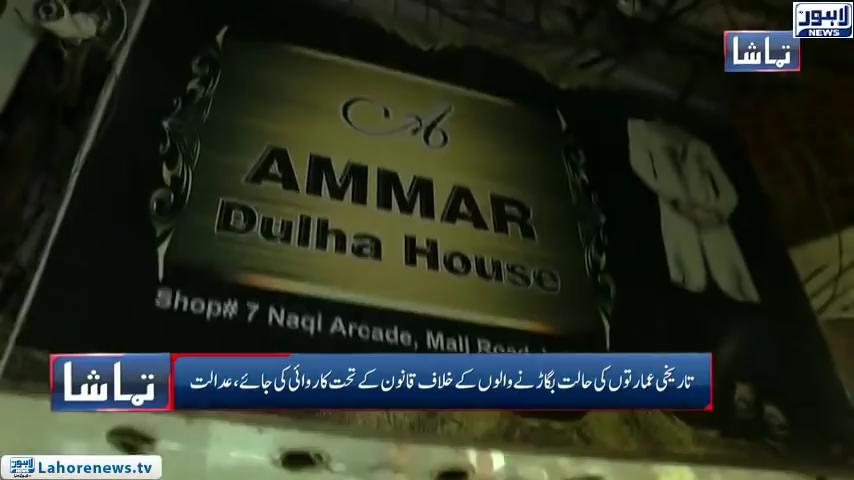 لاہور
NEWS
تماشا
A
AMMAR
Dulha House
Shop# 7 Naqi Arcade, Mall Road,
تماشا
تاریخی عمارتوں کی حالت بگاڑنے والوں کے خلاف قانون کے تحت کاروائی کی جائے، عدالت
لاہور
NEWS
Lahorenews.tv